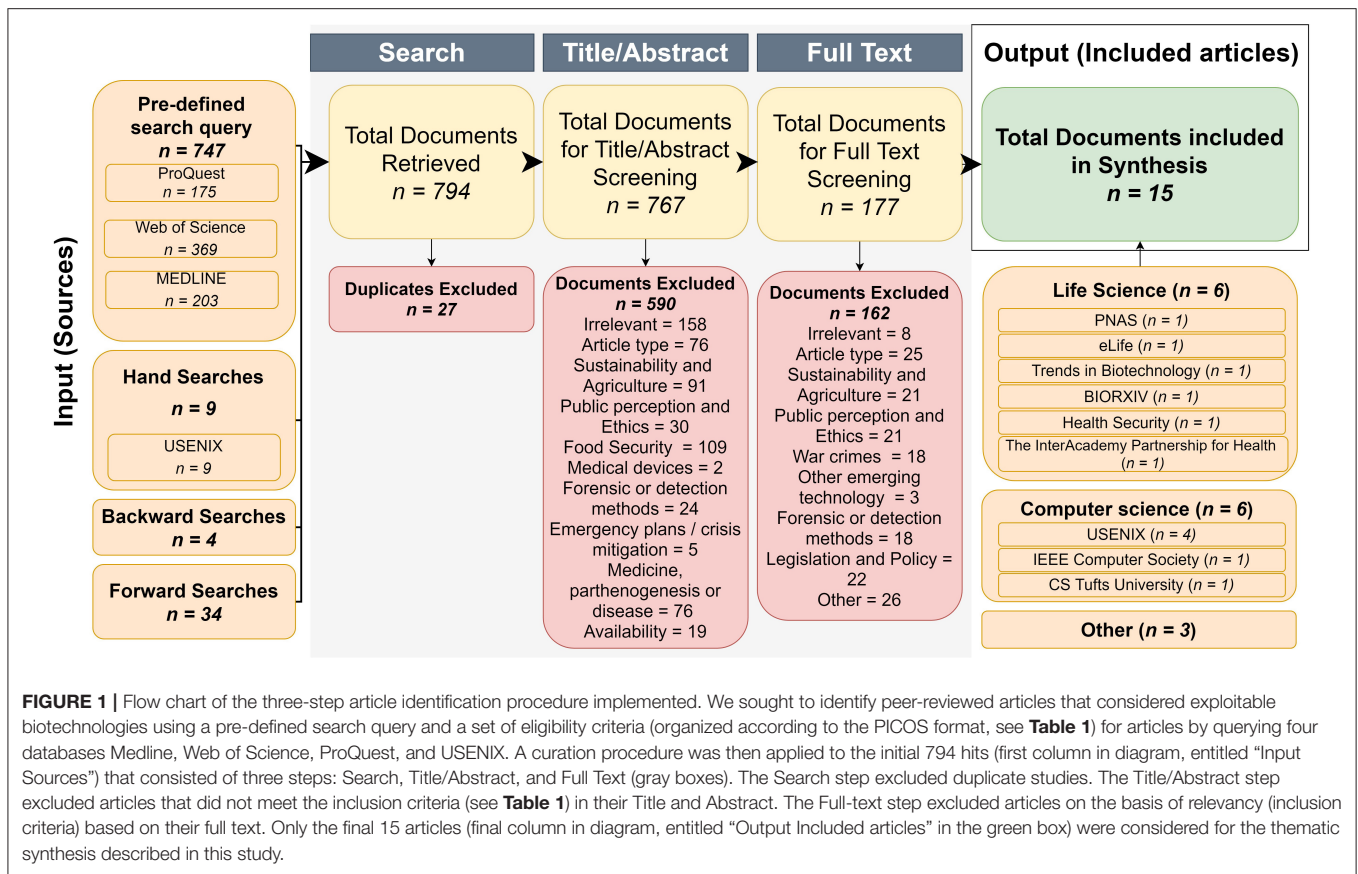 Search
Title/Abstract
Full Text
Output (Included articles)
Input (Sources)
Pre-defined
search query
n = 747
ProQuest
n = 175
Web of Science
n = 369
MEDLINE
n = 203
Hand Searches
n = 9
USENIX
n = 9
Backward Searches
n = 4
Forward Searches
n = 34
Total Documents
Retrieved
n = 794
Duplicates Excluded
n = 27
Total Documents
for Title/Abstract
Screening
n = 767
Documents Excluded
n = 590
Irrelevant = 158
Article type = 76
Sustainability and
Agriculture = 91
Public perception and
Ethics = 30
Food Security = 109
Medical devices = 2
Forensic or detection
methods = 24
Emergency plans / crisis
mitigation = 5
Medicine,
parthenogenesis or
disease = 76
Availability = 19
Total Documents
for Full Text
Screening
n = 177
Documents Excluded
n = 162
Irrelevant = 8
Article type = 25
Sustainability and
Agriculture = 21
Public perception and
Ethics = 21
War crimes = 18
Other emerging
technology = 3
Forensic or detection
methods = 18
Legislation and Policy =
22
Other = 26
Total Documents included
in Synthesis
n = 15
Life Science (n = 6)
PNAS (n = 1)
eLife (n = 1)
Trends in Biotechnology (n = 1)
BIORXIV (n = 1)
Health Security (n = 1)
The InterAcademy Partnership for Health
(n = 1)
Computer science (n = 6)
USENIX (n = 4)
IEEE Computer Society (n = 1)
CS Tufts University (n = 1)
Other (n = 3)
FIGURE 1 | Flow chart of the three-step article identification procedure implemented. We sought to identify peer-reviewed articles that considered exploitable
biotechnologies using a pre-defined search query and a set of eligibility criteria (organized according to the PICOS format, see Table 1) for articles by querying four
databases Medline, Web of Science, ProQuest, and USENIX. A curation procedure was then applied to the initial 794 hits (first column in diagram, entitled “Input
Sources”) that consisted of three steps: Search, Title/Abstract, and Full Text (gray boxes). The Search step excluded duplicate studies. The Title/Abstract step
excluded articles that did not meet the inclusion criteria (see Table 1) in their Title and Abstract. The Full-text step excluded articles on the basis of relevancy (inclusion
criteria) based on their full text. Only the final 15 articles (final column in diagram, entitled “Output Included articles” in the green box) were considered for the thematic
synthesis described in this study.